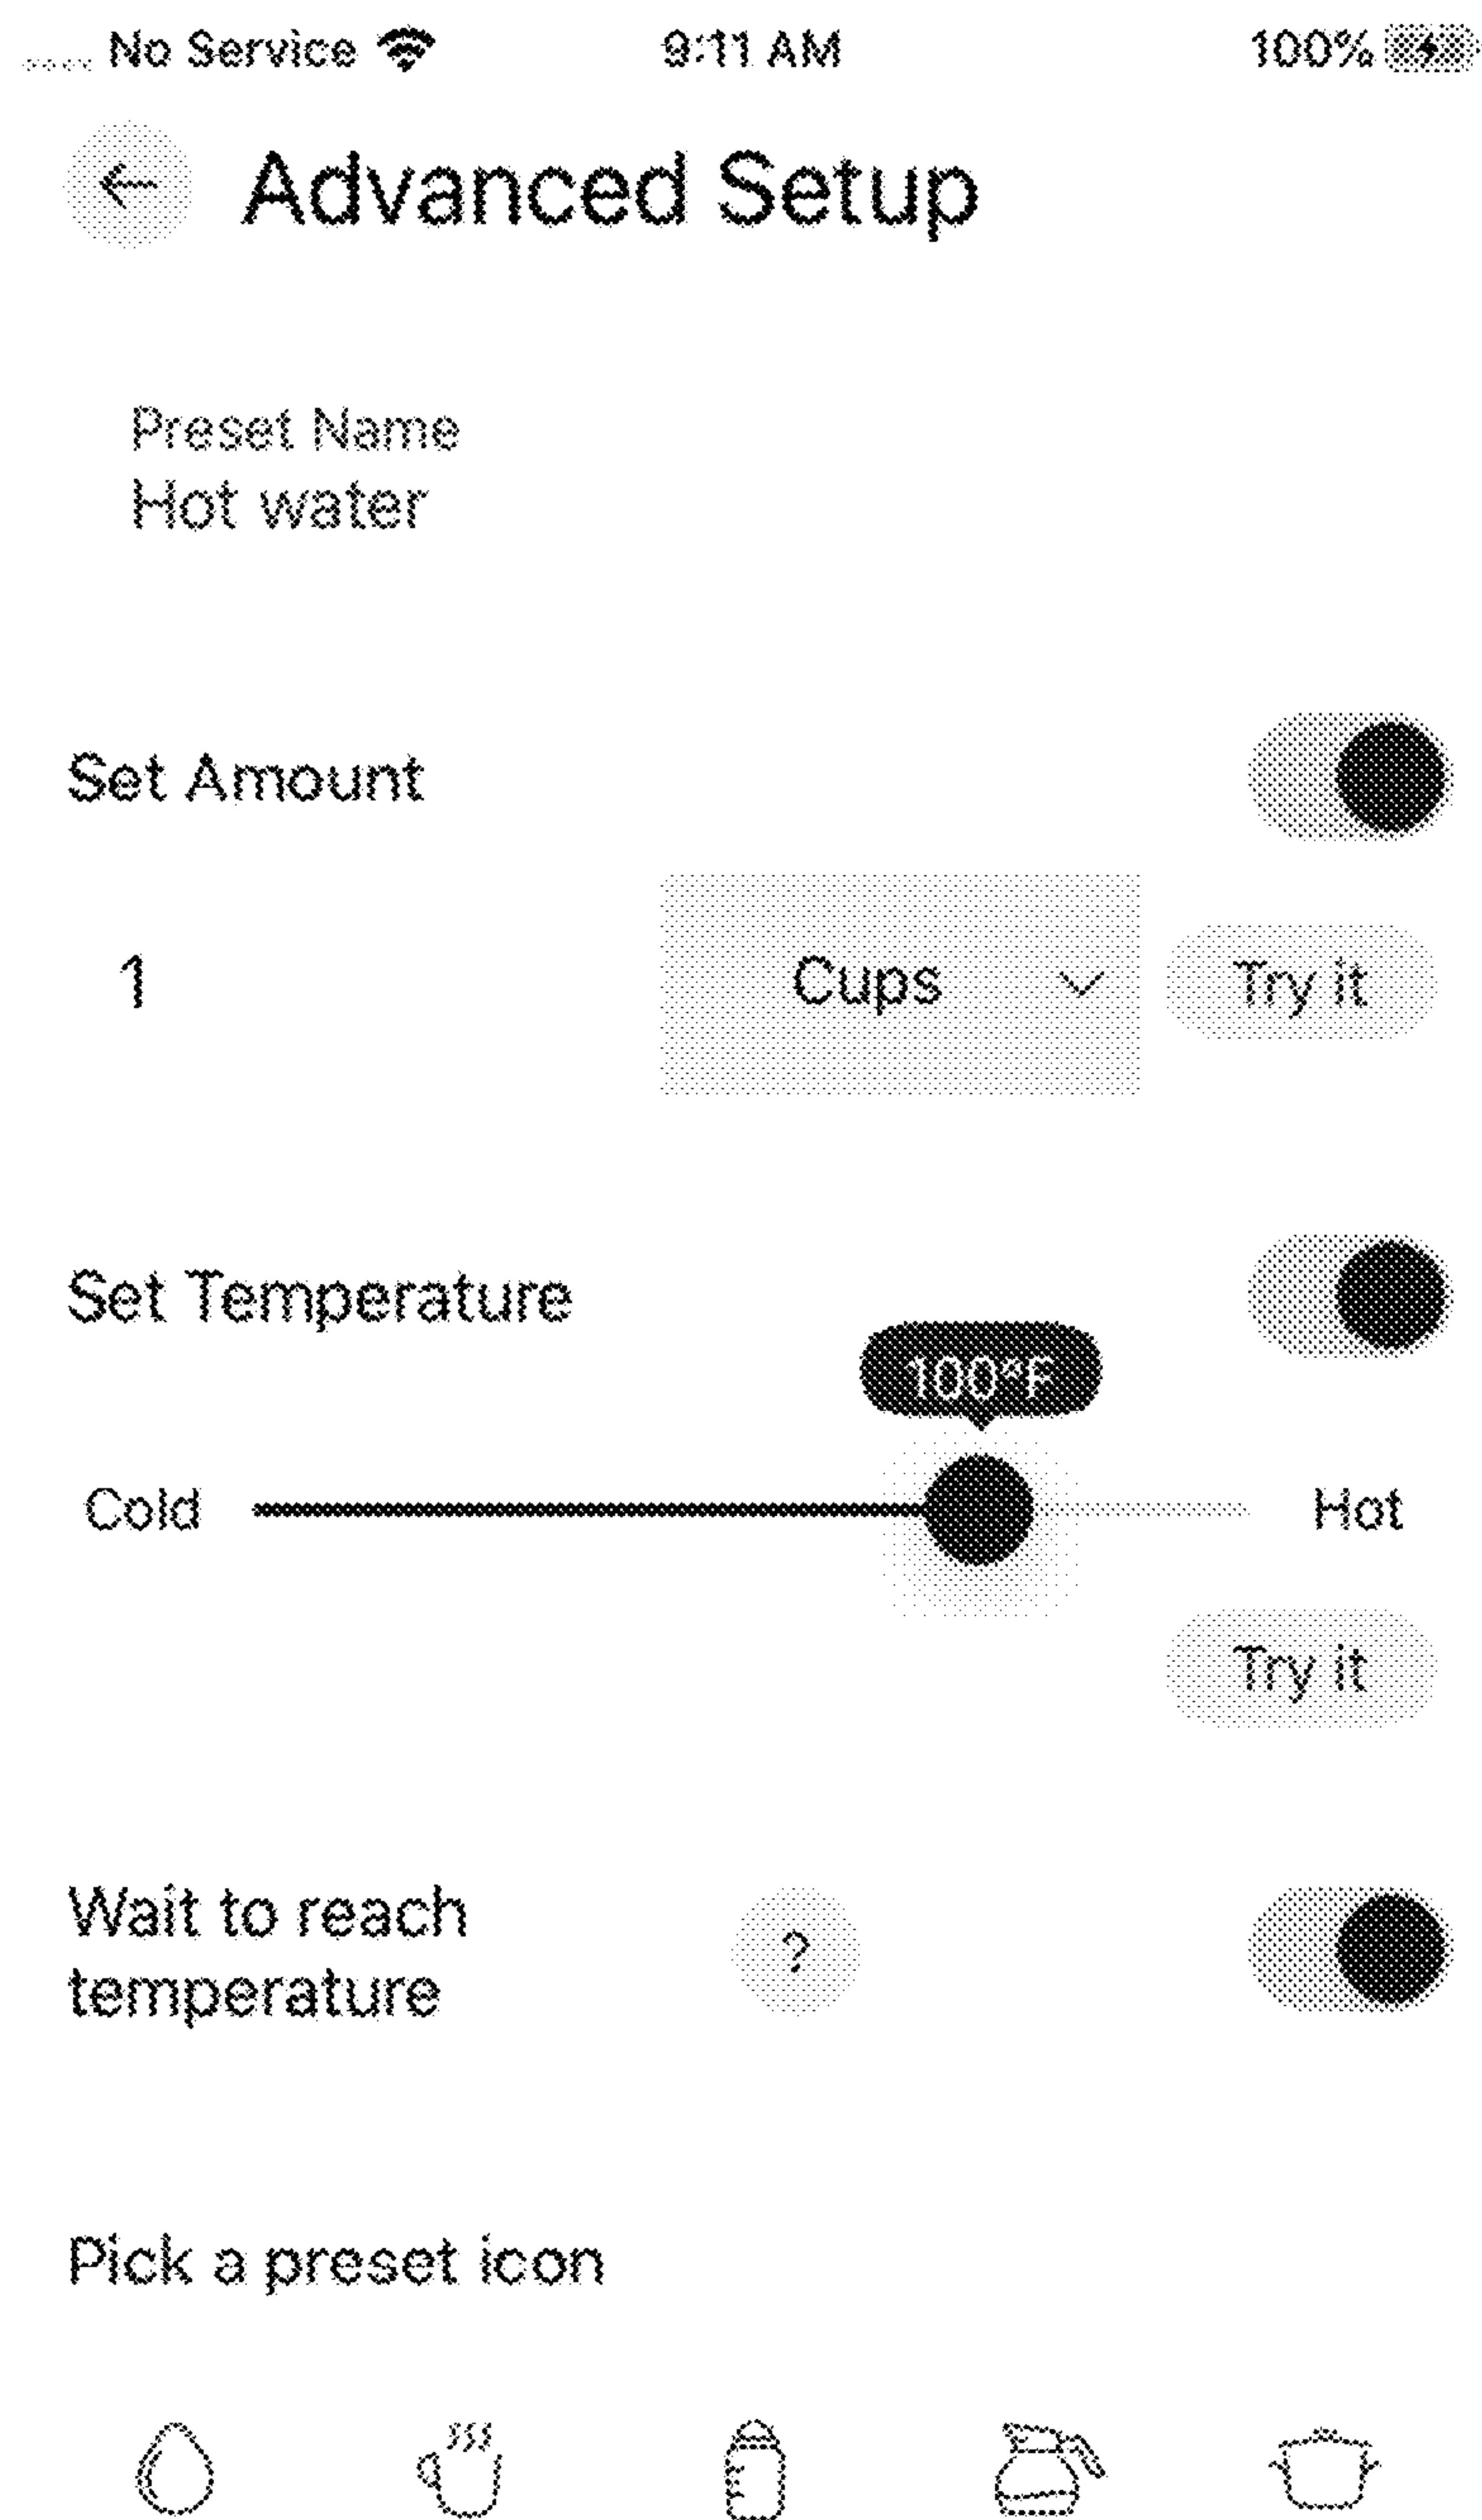 No Service 9:11 AM 100%
Advanced Setup
Preset Name
Hot water
Set Amount
1 Cups Try it
Set Temperature
100°F
Cold Hot
Try it
Wait to reach
temperature
?
Pick a preset icon